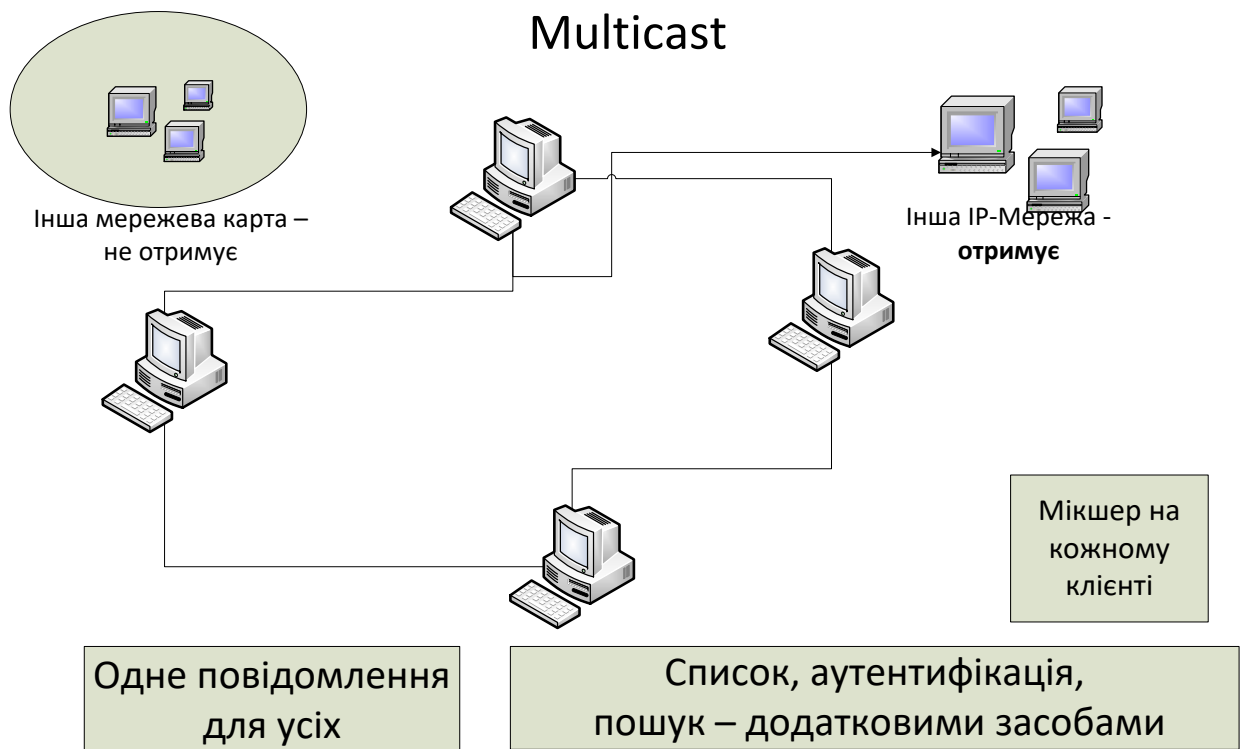 Multicast
Інша мережева карта –
не отримує
Інша IP-Мережа -
отримує
Мікшер на
кожному
клієнті
Одне повідомлення
для усіх
Список, аутентифікація,
пошук – додатковими засобами